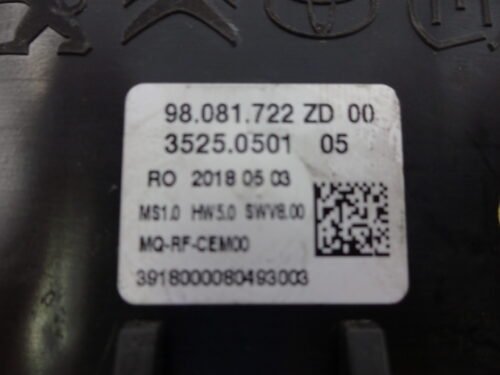 98.081.722 ZD 00
3525.0501 05
RO 2018 05 03
MS1.0 HW5.0 SWV8.00
MQ-RF-CEM00
3918000080493003